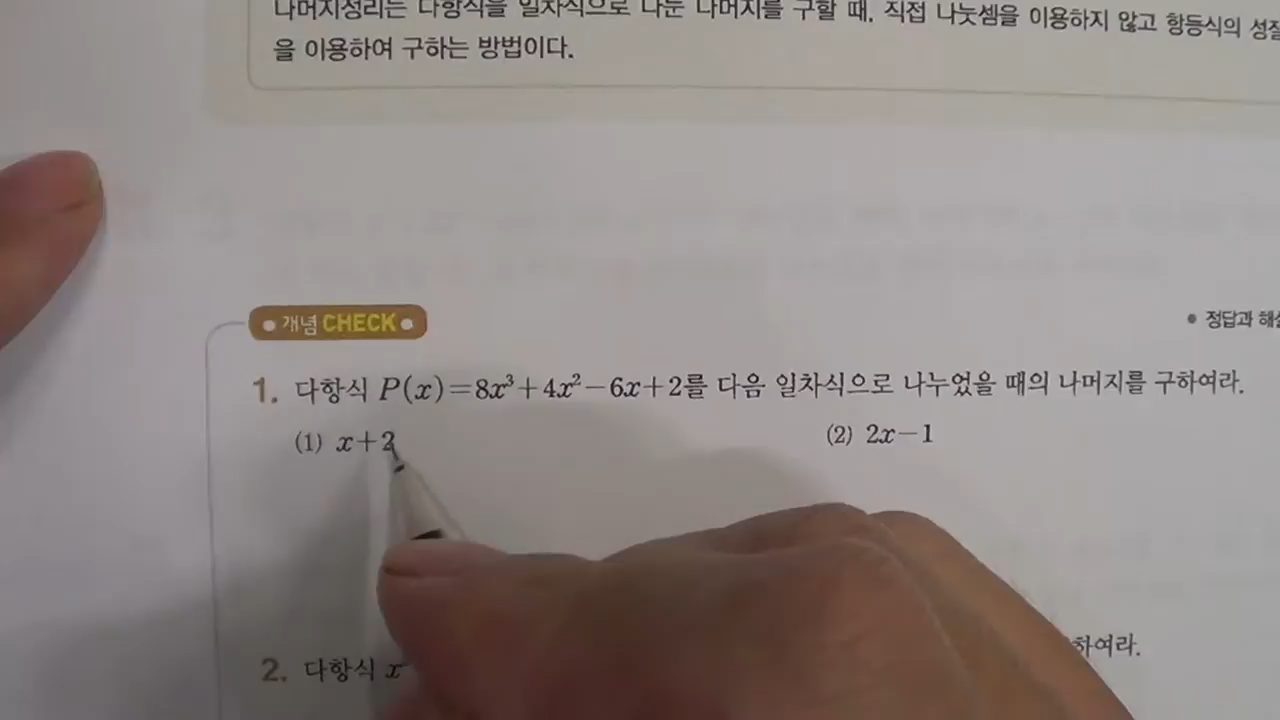 나머지정리는 다항식을 일차식으로 나눈 나머지를 구할 때, 직접 나눗셈을 이용하지 않고 항등식의 성질
을 이용하여 구하는 방법이다.
개념 CHECK
정답과 해설
1. 다항식 P(x)=8x³+4x²-6x+2를 다음 일차식으로 나누었을 때의 나머지를 구하여라.
(1) x+2 (2) 2x-1
2. 다항식 x 하여라.